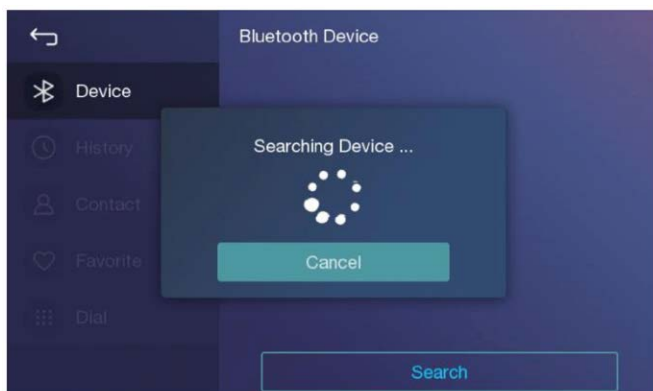 Bluetooth Device
Device
History
Contact
Favorite
Dial
Searching Device ...
Cancel
Search